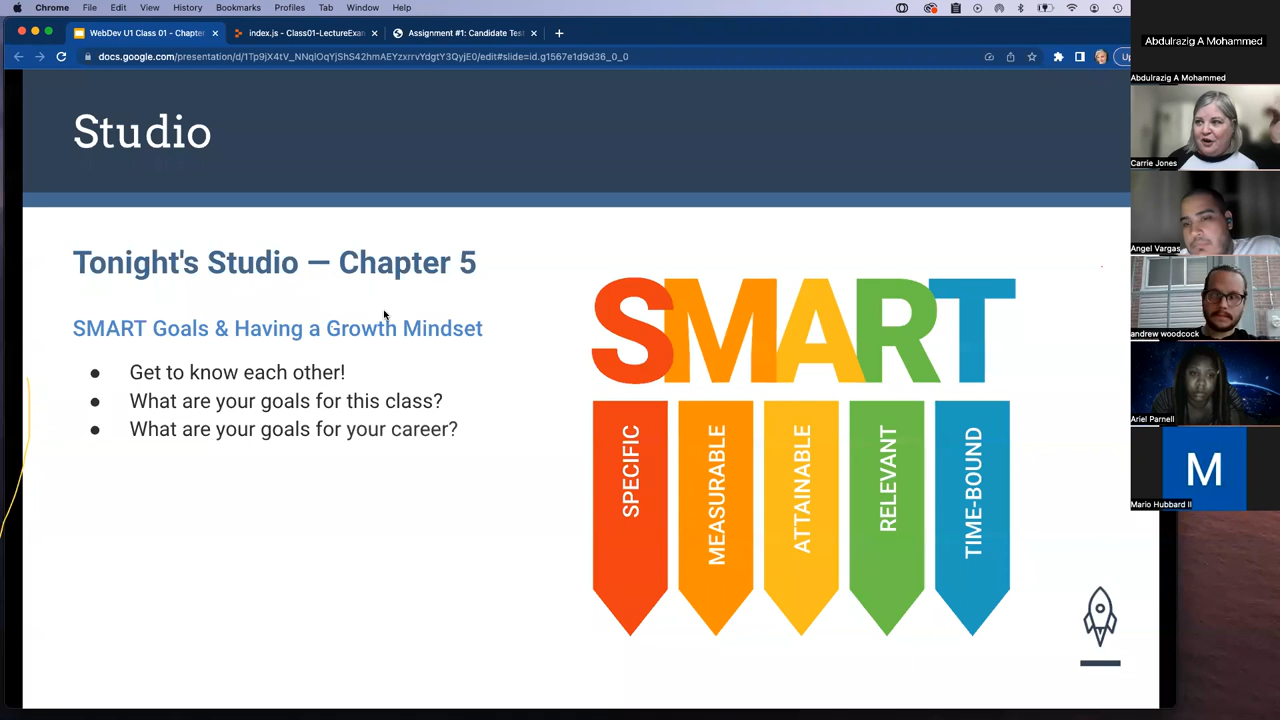 Chrome File Edit View History Bookmarks Profiles Tab Window Help
WebDev U1 Class 01 - Chapte
index.js - Class01-LectureExa
Assignment #1: Candidate Tes
docs.google.com/presentation/d/1Tp9jX4tV_NNqIOqYjShS42hmAEYzxrrvYdgtY3QyjE0/edit#slide=id.g1567e1d9d36_0_0
Up
Studio
Tonight's Studio — Chapter 5
SMART Goals & Having a Growth Mindset
● Get to know each other!
● What are your goals for this class?
● What are your goals for your career?
SMART
SPECIFIC
MEASURABLE
ATTAINABLE
RELEVANT
TIME-BOUND
Abdulrazig A Mohammed
Abdulrazig A Mohammed
Carrie Jones
Angel Vargas
andrew woodcock
Ariel Parnell
M
Mario Hubbard II